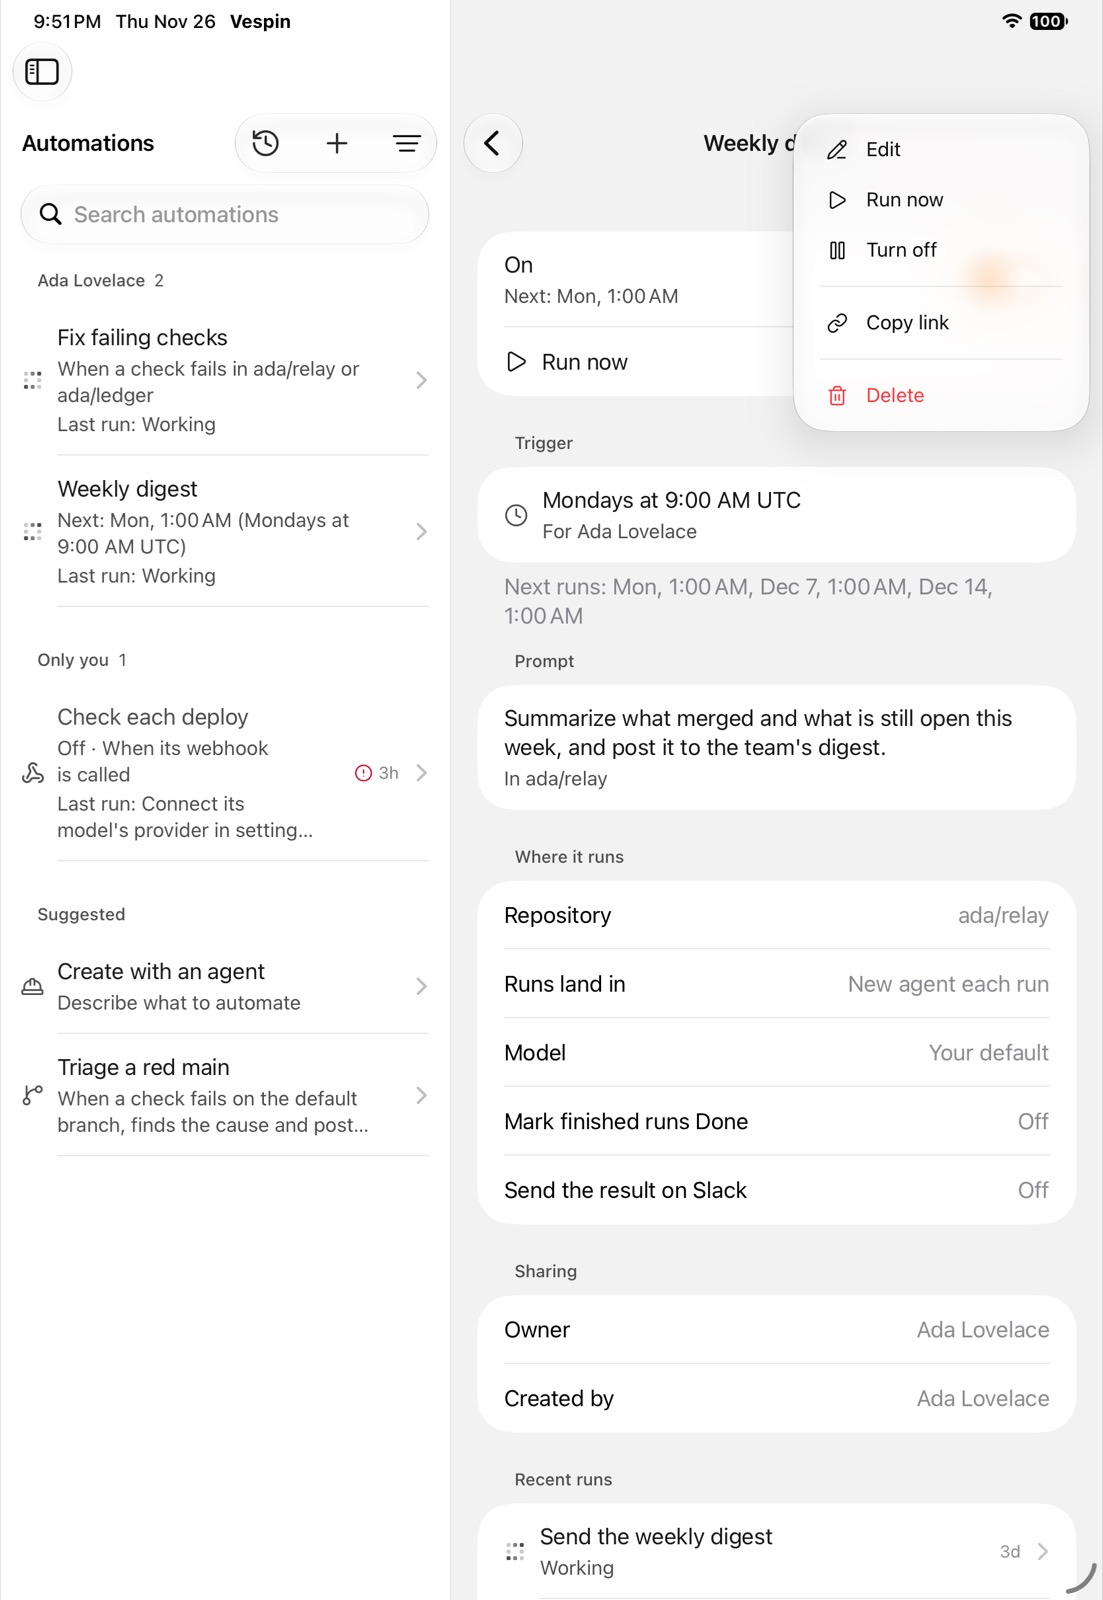 9:51 PM Thu Nov 26 Vespin
100
Automations
Search automations
Ada Lovelace 2
Fix failing checks
When a check fails in ada/relay or
ada/ledger
Last run: Working
Weekly digest
Next: Mon, 1:00 AM (Mondays at
9:00 AM UTC)
Last run: Working
Only you 1
Check each deploy
Off · When its webhook
is called
Last run: Connect its
model's provider in setting...
3h
Suggested
Create with an agent
Describe what to automate
Triage a red main
When a check fails on the default
branch, finds the cause and post...
Weekly d
Edit
Run now
Turn off
Copy link
Delete
On
Next: Mon, 1:00 AM
Run now
Trigger
Mondays at 9:00 AM UTC
For Ada Lovelace
Next runs: Mon, 1:00 AM, Dec 7, 1:00 AM, Dec 14,
1:00 AM
Prompt
Summarize what merged and what is still open this
week, and post it to the team's digest.
In ada/relay
Where it runs
Repository ada/relay
Runs land in New agent each run
Model Your default
Mark finished runs Done Off
Send the result on Slack Off
Sharing
Owner Ada Lovelace
Created by Ada Lovelace
Recent runs
Send the weekly digest
Working
3d